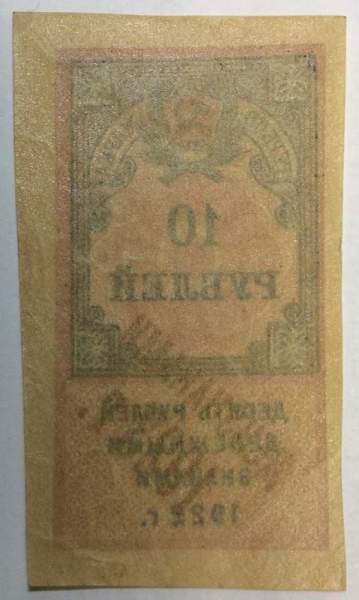 10
РУБЛЕЙ
ДЕСЯТЬ РУБЛЕЙ
ДЕНЕЖНЫМИ
ЗНАКАМИ
1922 г.